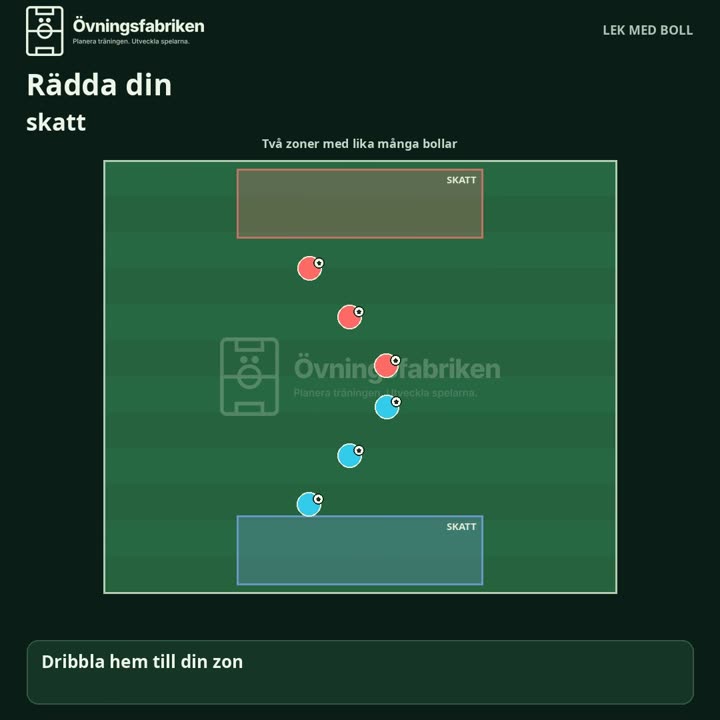 Övningsfabriken
Planera träningen. Utveckla spelarna.
LEK MED BOLL
Rädda din
skatt
Två zoner med lika många bollar
SKATT
Övningsfabriken
Planera träningen. Utveckla spelarna.
SKATT
Dribbla hem till din zon